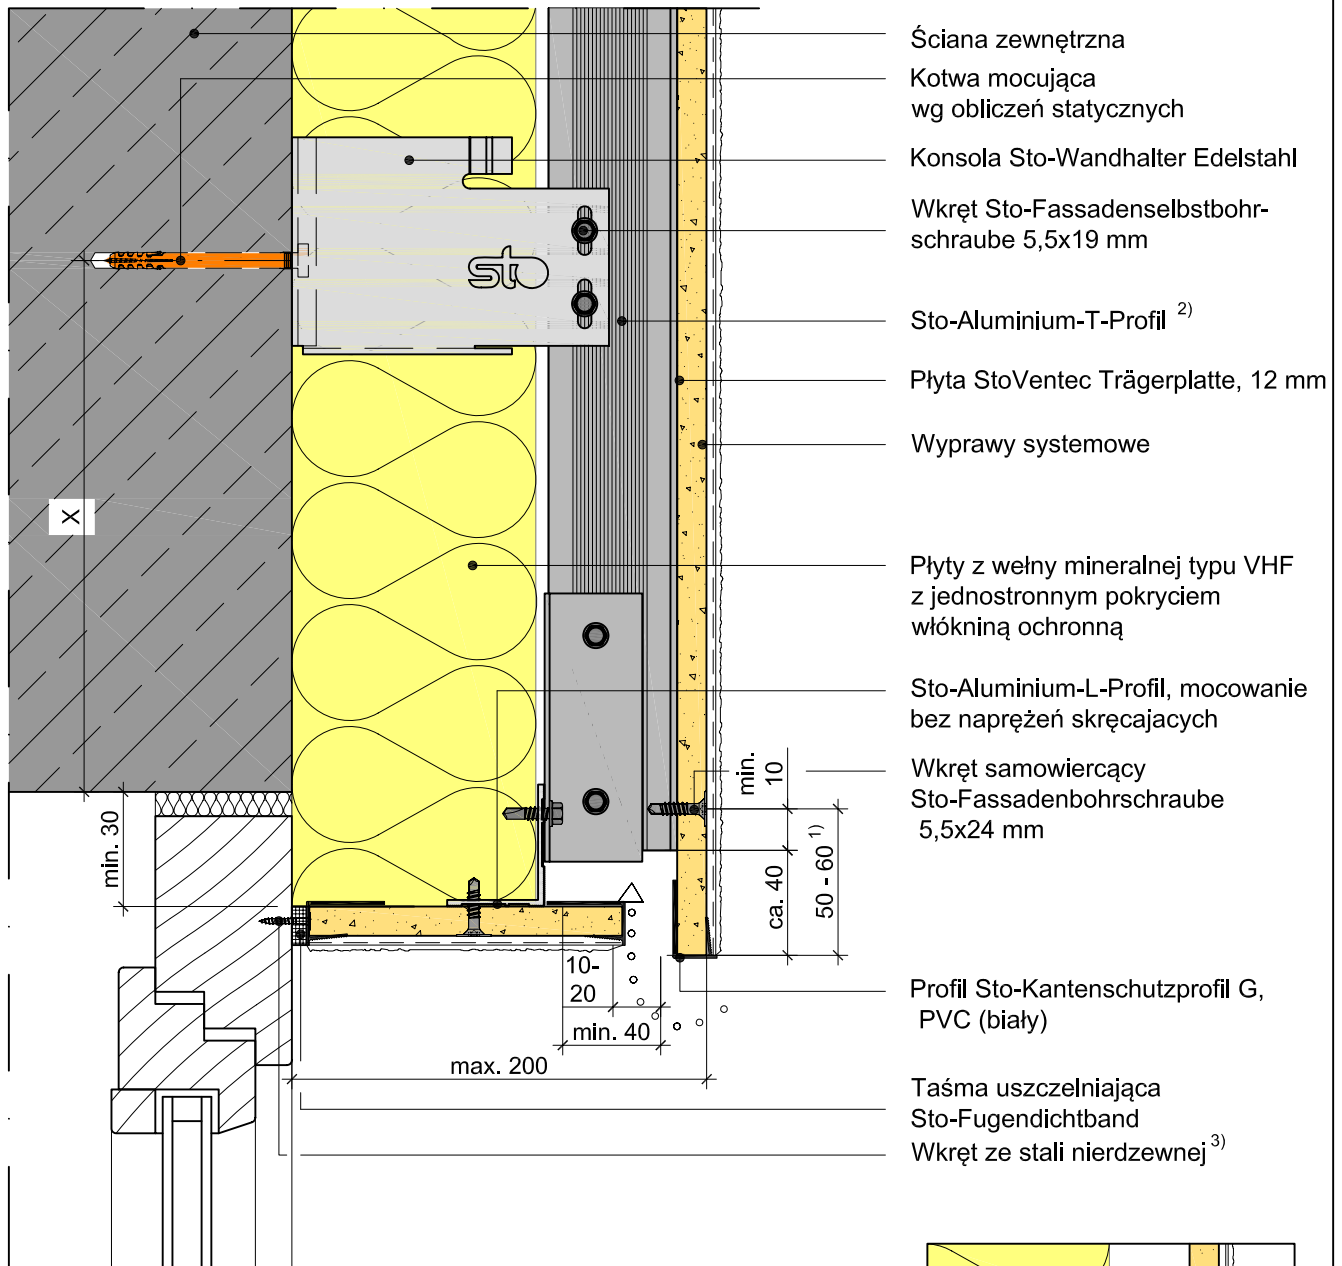 Ściana zewnętrzna
Kotwa mocująca
wg obliczeń statycznych
Konsola Sto-Wandhalter Edelstahl
Wkręt Sto-Fassadenselbstbohr-
schraube 5,5x19 mm
sto
Sto-Aluminium-T-Profil 2)
Płyta StoVentec Trägerplatte, 12 mm
Wyprawy systemowe
X
Płyty z wełny mineralnej typu VHF
z jednostronnym pokryciem
włókniną ochronną
Sto-Aluminium-L-Profil, mocowanie
bez naprężeń skręcajacych
Wkręt samowiercący
Sto-Fassadenbohrschraube
5,5x24 mm
min.
10
min. 30
ca. 40
50 - 60 1)
10-
20
min. 40
max. 200
Profil Sto-Kantenschutzprofil G,
PVC (biały)
Taśma uszczelniająca
Sto-Fugendichtband
Wkręt ze stali nierdzewnej 3)